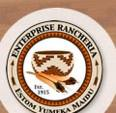 ENTERPRISE RANCHERIA
Est.
1915
ESTOM YUMEKA MAIDU